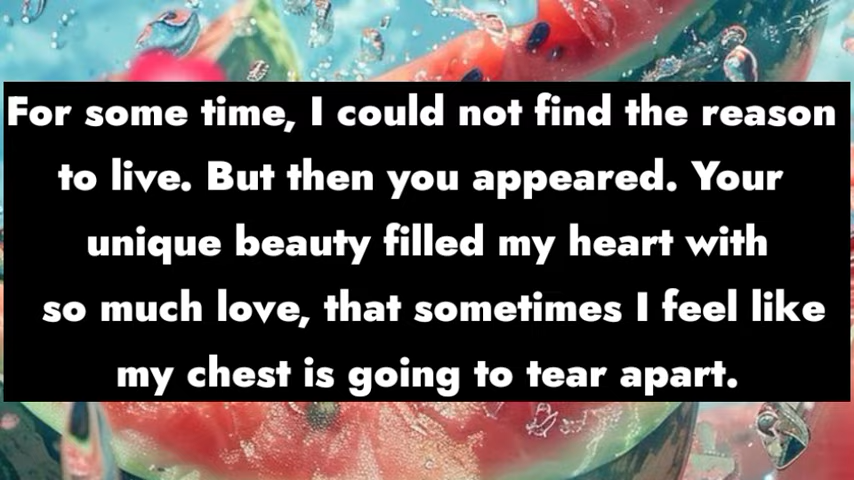 For some time, I could not find the reason
to live. But then you appeared. Your
unique beauty filled my heart with
so much love, that sometimes I feel like
my chest is going to tear apart.